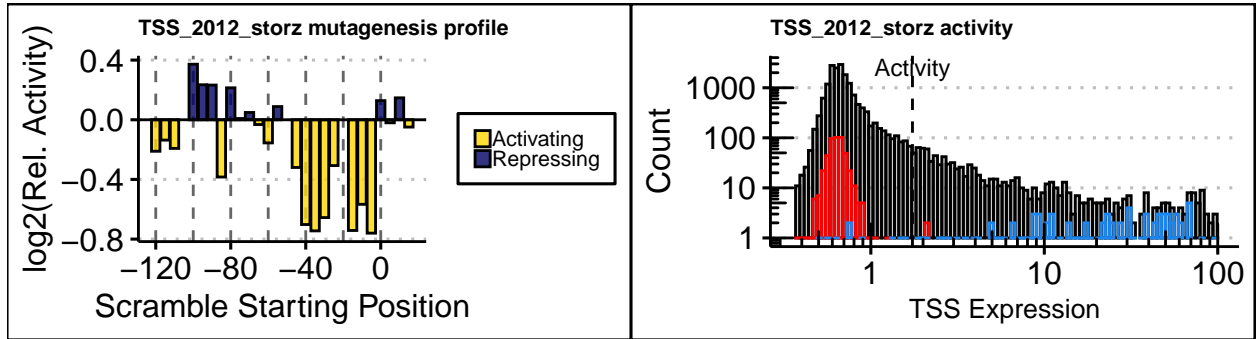 TSS_2012_storz mutagenesis profile
log2(Rel. Activity)
0.4
0.0
−0.4
−0.8
−120
−80
−40
0
Scramble Starting Position
Activating
Repressing
TSS_2012_storz activity
Activity
Count
1000
100
10
1
1
10
100
TSS Expression